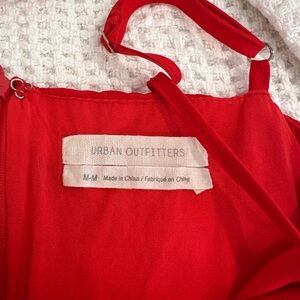 URBAN OUTFITTERS
M-M Made in China / Fabriqué en Chine